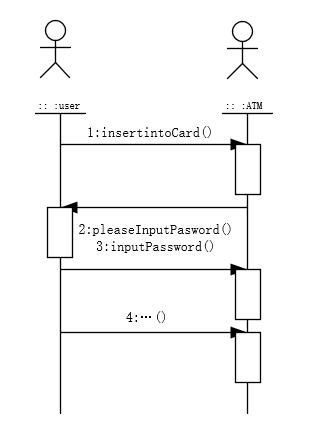 :: :user
:: :ATM
1:insertintoCard()
2:pleaseInputPasword()
3:inputPassword()
4:…()